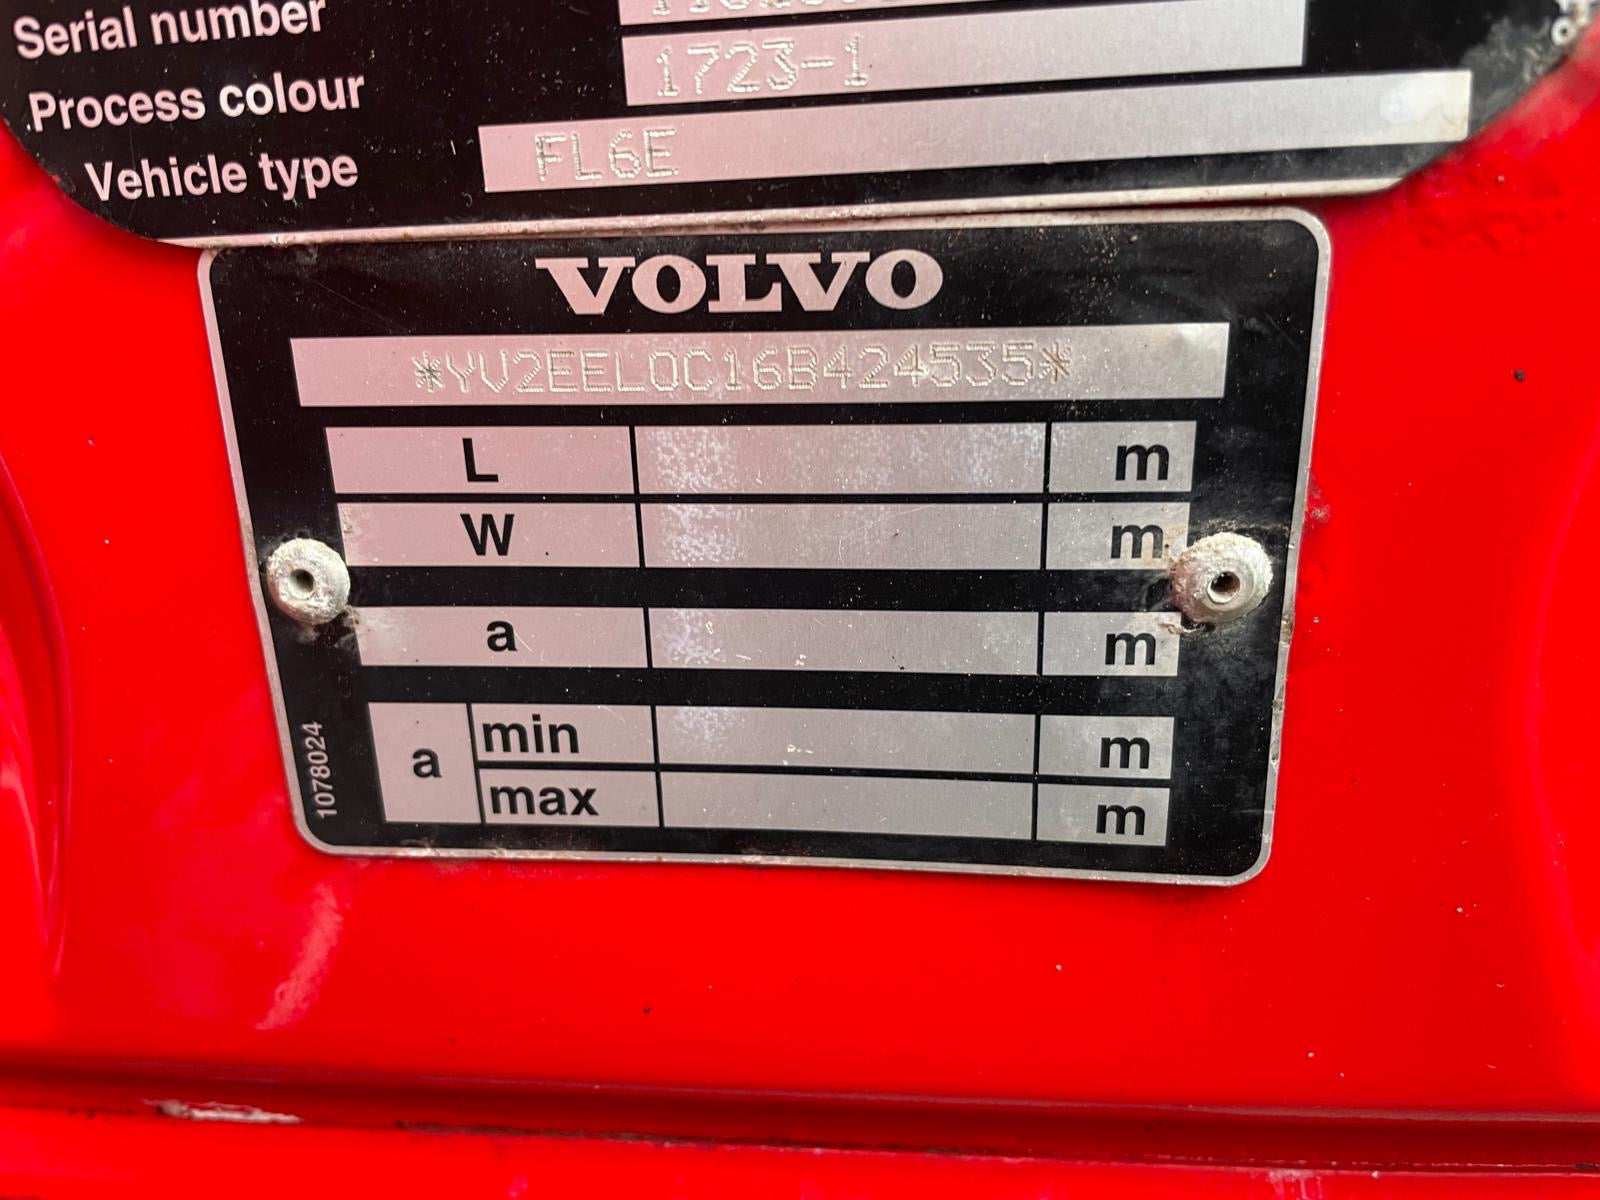 Serial number
Process colour 1723-1
Vehicle type FL6E
VOLVO
*YV2EEL0C16B424535*
L m
W m
a m
a min m
max m
1078024